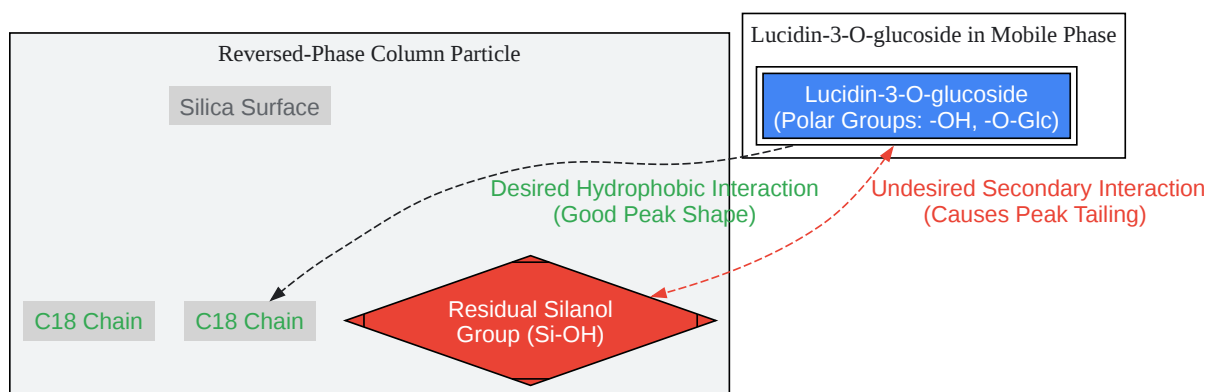 Reversed-Phase Column Particle
Lucidin-3-O-glucoside in Mobile Phase
Silica Surface
Lucidin-3-O-glucoside
(Polar Groups: -OH, -O-Glc)
Desired Hydrophobic Interaction
(Good Peak Shape)
Undesired Secondary Interaction
(Causes Peak Tailing)
C18 Chain
C18 Chain
Residual Silanol
Group (Si-OH)